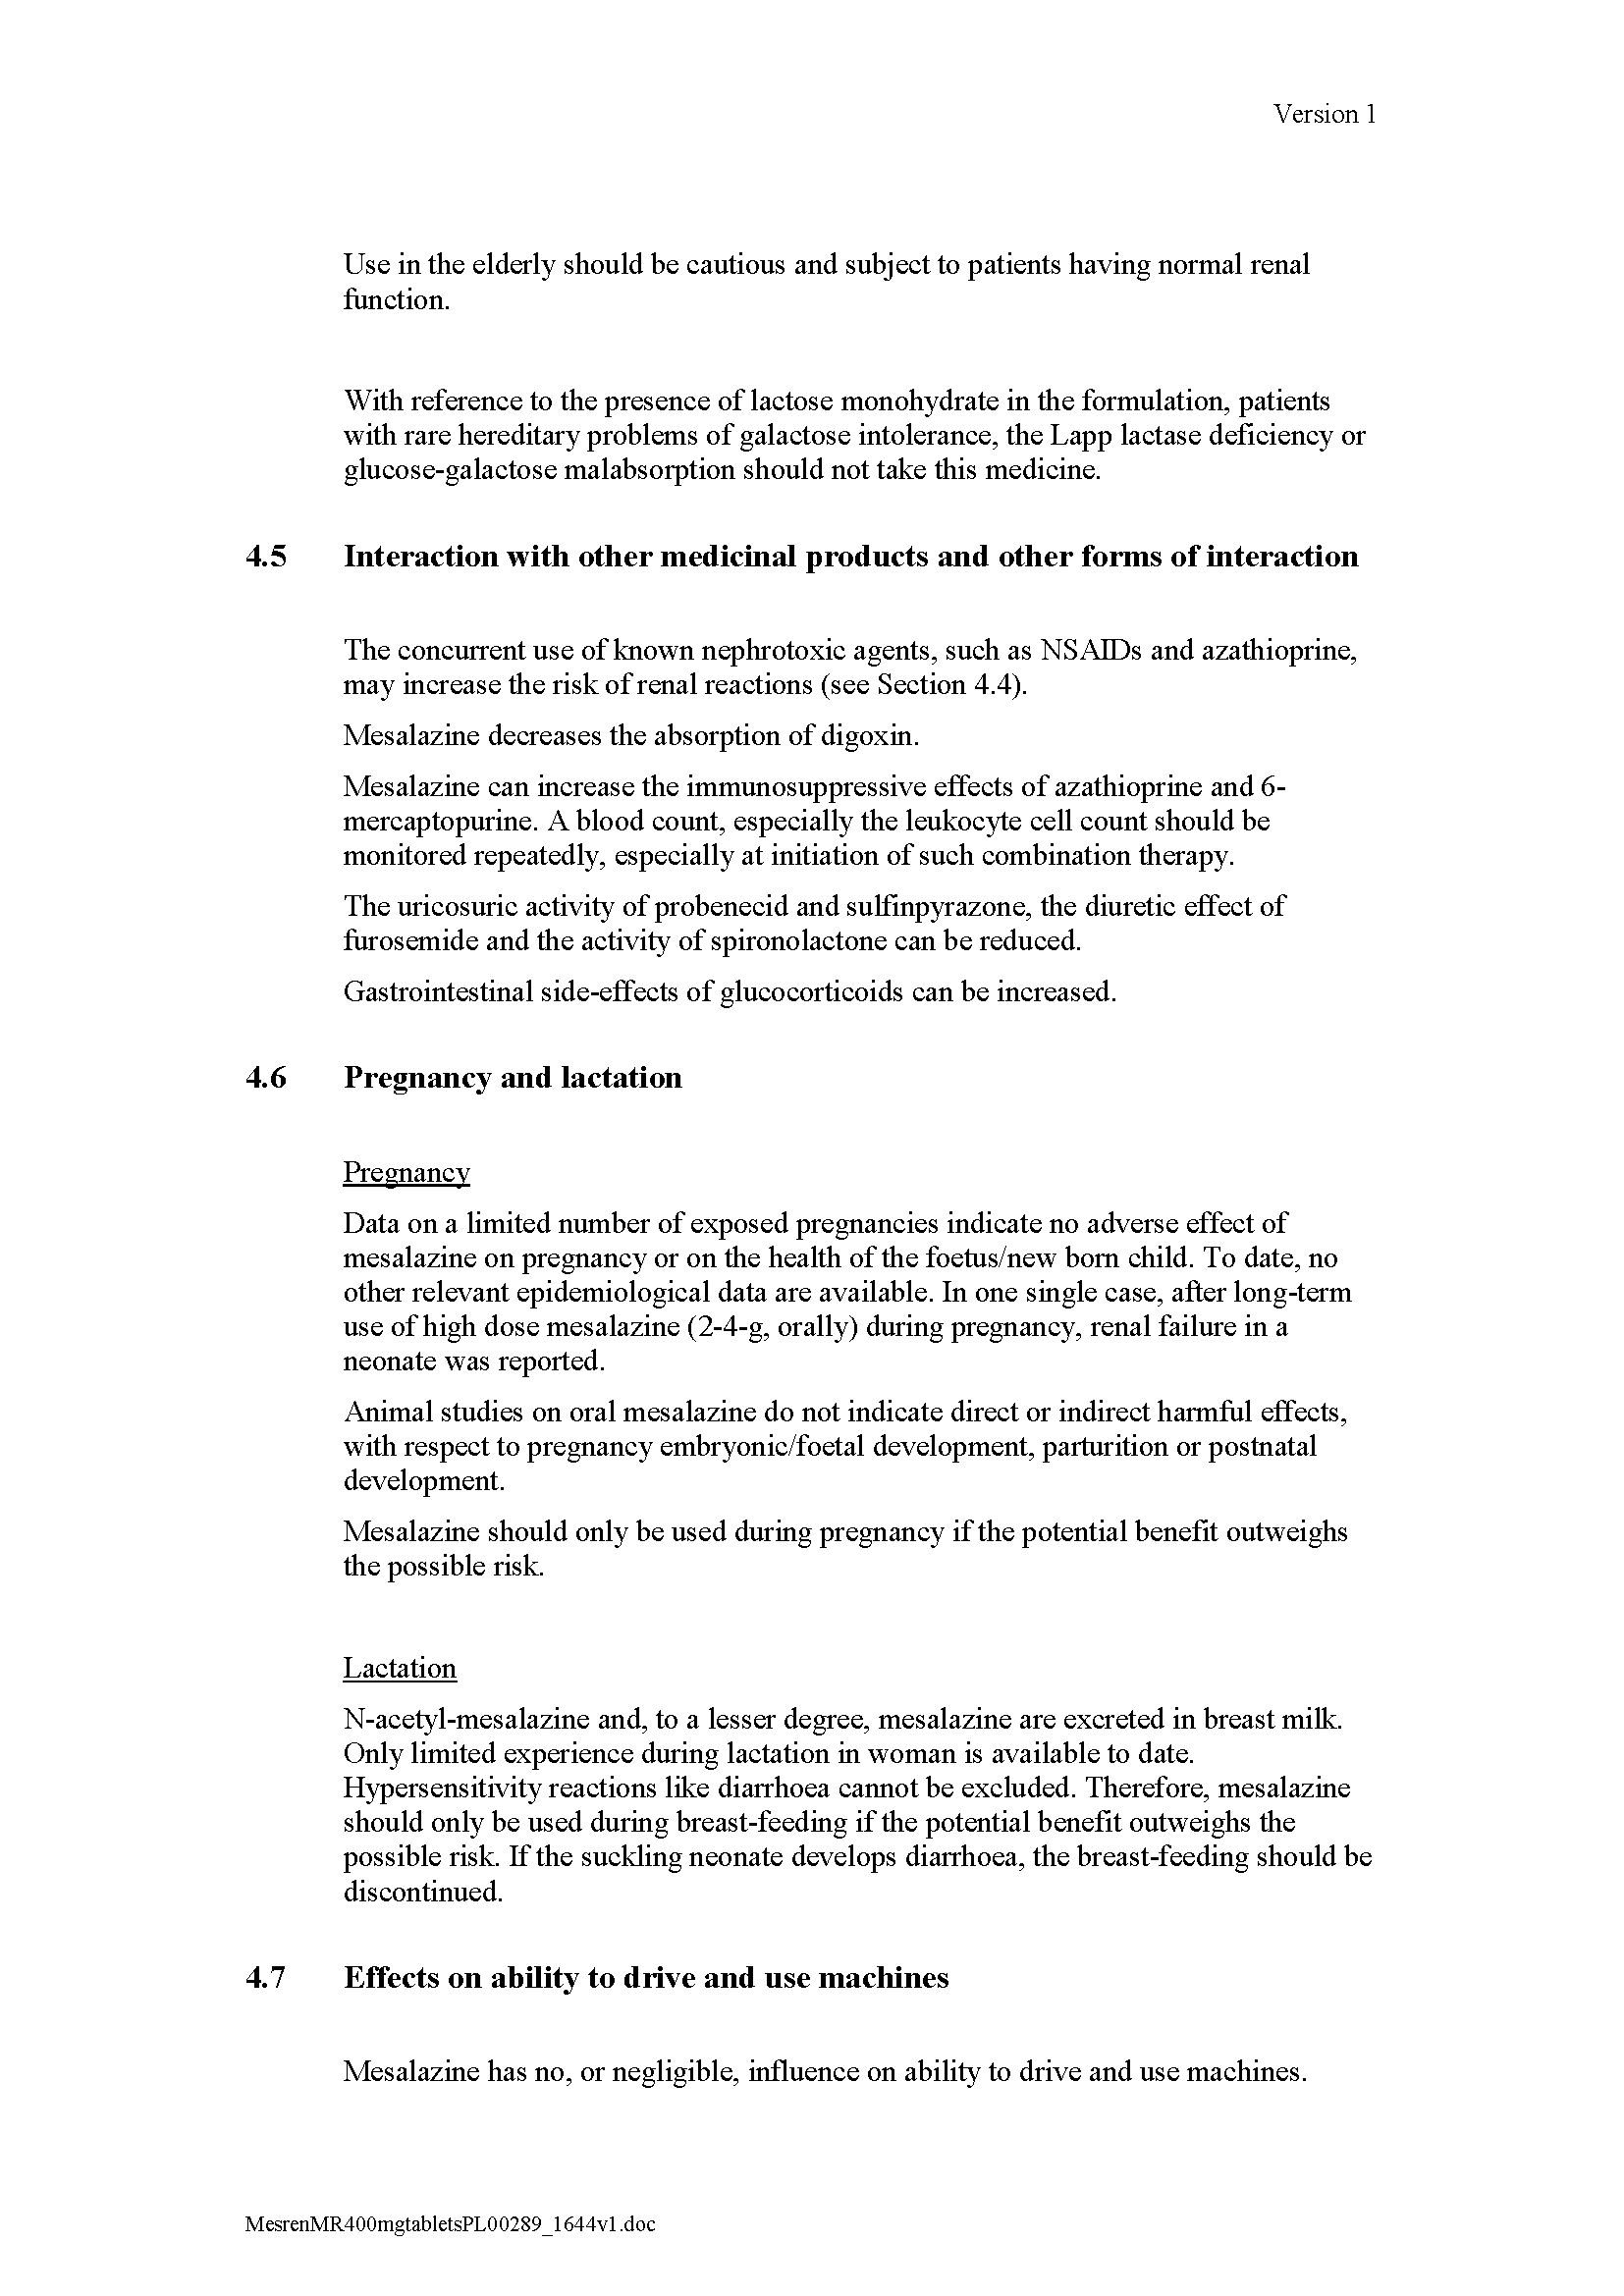 Version 1
Use in the elderly should be cautious and subject to patients having normal renal
function.
With reference to the presence of lactose monohydrate in the formulation, patients
with rare hereditary problems of galactose intolerance, the Lapp lactase deficiency or
glucose-galactose malabsorption should not take this medicine.
4.5 Interaction with other medicinal products and other forms of interaction
The concurrent use of known nephrotoxic agents, such as NSAIDs and azathioprine,
may increase the risk of renal reactions (see Section 4.4).
Mesalazine decreases the absorption of digoxin.
Mesalazine can increase the immunosuppressive effects of azathioprine and 6-
mercaptopurine. A blood count, especially the leukocyte cell count should be
monitored repeatedly, especially at initiation of such combination therapy.
The uricosuric activity of probenecid and sulfinpyrazone, the diuretic effect of
furosemide and the activity of spironolactone can be reduced.
Gastrointestinal side-effects of glucocorticoids can be increased.
4.6 Pregnancy and lactation
Pregnancy
Data on a limited number of exposed pregnancies indicate no adverse effect of
mesalazine on pregnancy or on the health of the foetus/new born child. To date, no
other relevant epidemiological data are available. In one single case, after long-term
use of high dose mesalazine (2-4-g, orally) during pregnancy, renal failure in a
neonate was reported.
Animal studies on oral mesalazine do not indicate direct or indirect harmful effects,
with respect to pregnancy embryonic/foetal development, parturition or postnatal
development.
Mesalazine should only be used during pregnancy if the potential benefit outweighs
the possible risk.
Lactation
N-acetyl-mesalazine and, to a lesser degree, mesalazine are excreted in breast milk.
Only limited experience during lactation in woman is available to date.
Hypersensitivity reactions like diarrhoea cannot be excluded. Therefore, mesalazine
should only be used during breast-feeding if the potential benefit outweighs the
possible risk. If the suckling neonate develops diarrhoea, the breast-feeding should be
discontinued.
4.7 Effects on ability to drive and use machines
Mesalazine has no, or negligible, influence on ability to drive and use machines.
MesrenMR400mgtabletsPL00289_1644v1.doc